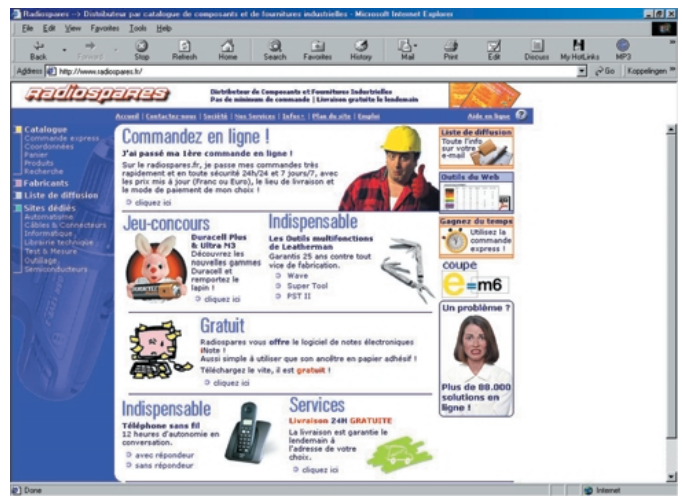 Radiospares --> Distributeur par catalogue de composants et de fournitures industrielles - Microsoft Internet Explorer
File Edit View Favorites Tools Help
Back Forward Stop Refresh Home Search Favorites History Mail Print Edit Discuss My HotLinks MP3
Address http://www.radiospares.fr/ Go Koppelingen
Radiospares
Distributeur de Composants et Fournitures Industrielles
Pas de minimum de commande | Livraison gratuite le lendemain
Accueil | Contactez-nous | Société | Nos Services | Infos+ | Plan du site | Emploi
Aide en ligne ?
Catalogue
Commande express
Coordonnées
Panier
Produits
Recherche
Fabricants
Liste de diffusion
Sites dédiés
Automatisme
Câbles & Connecteurs
Informatique
Librairie technique
Test & Mesure
Outillage
Semiconducteurs
Commandez en ligne !
J'ai passé ma 1ère commande en ligne !
Sur le radiospares.fr, je passe mes commandes très
rapidement et en toute sécurité 24h/24 et 7 jours/7, avec
les prix mis à jour (Franc ou Euro), le lieu de livraison et
le mode de paiement de mon choix !
cliquez ici
Jeu-concours
Duracell Plus
& Ultra M3
Découvrez les
nouvelles gammes
Duracell et
remportez le
lapin !
cliquez ici
Indispensable
Les Outils multifonctions
de Leatherman
Garantis 25 ans contre tout
vice de fabrication.
Wave
Super Tool
PST II
Gratuit
Radiospares vous offre le logiciel de notes électroniques
iNote !
Aussi simple à utiliser que son ancêtre en papier adhésif !
Téléchargez le vite, il est gratuit !
cliquez ici
Indispensable
Téléphone sans fil
12 heures d'autonomie en
conversation.
avec répondeur
sans répondeur
Services
Livraison 24H GRATUITE
La livraison est garantie le
lendemain à
l'adresse de votre
choix.
cliquez ici
Liste de diffusion
Toute l'info
sur votre
e-mail
Outils du Web
Gagnez du temps
Utilisez la
commande
express !
coupe
e=m6
Un problème ?
Plus de 88.000
solutions en
ligne !
Done
Internet